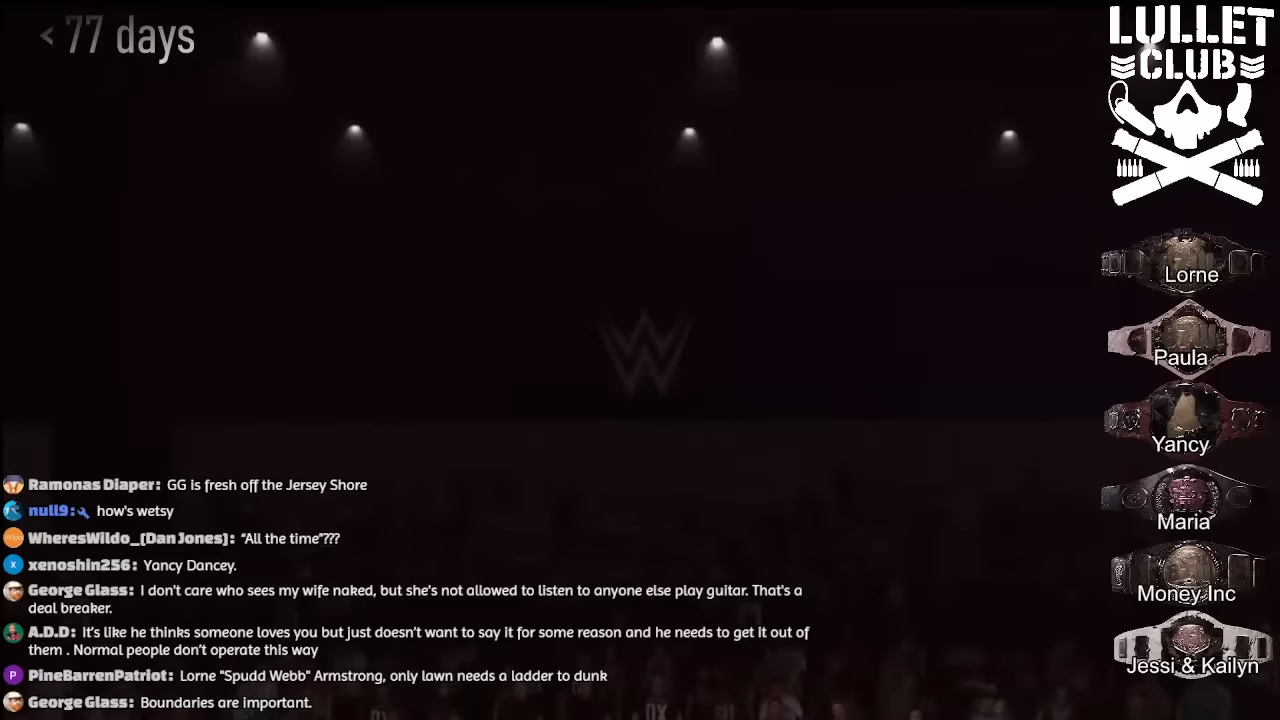 < 77 days
LULLET
CLUB
Lorne
Paula
Yancy
Maria
Money Inc
Jessi & Kailyn
Ramonas Diaper: GG is fresh off the Jersey Shore
null9: how's wetsy
WheresWildo_(Dan Jones): “All the time”???
xenoshin256: Yancy Dancey.
George Glass: I don't care who sees my wife naked, but she's not allowed to listen to anyone else play guitar. That's a
deal breaker.
A.D.D: It’s like he thinks someone loves you but just doesn’t want to say it for some reason and he needs to get it out of
them . Normal people don’t operate this way
P PineBarrenPatriot: Lorne "Spudd Webb" Armstrong, only lawn needs a ladder to dunk
George Glass: Boundaries are important.